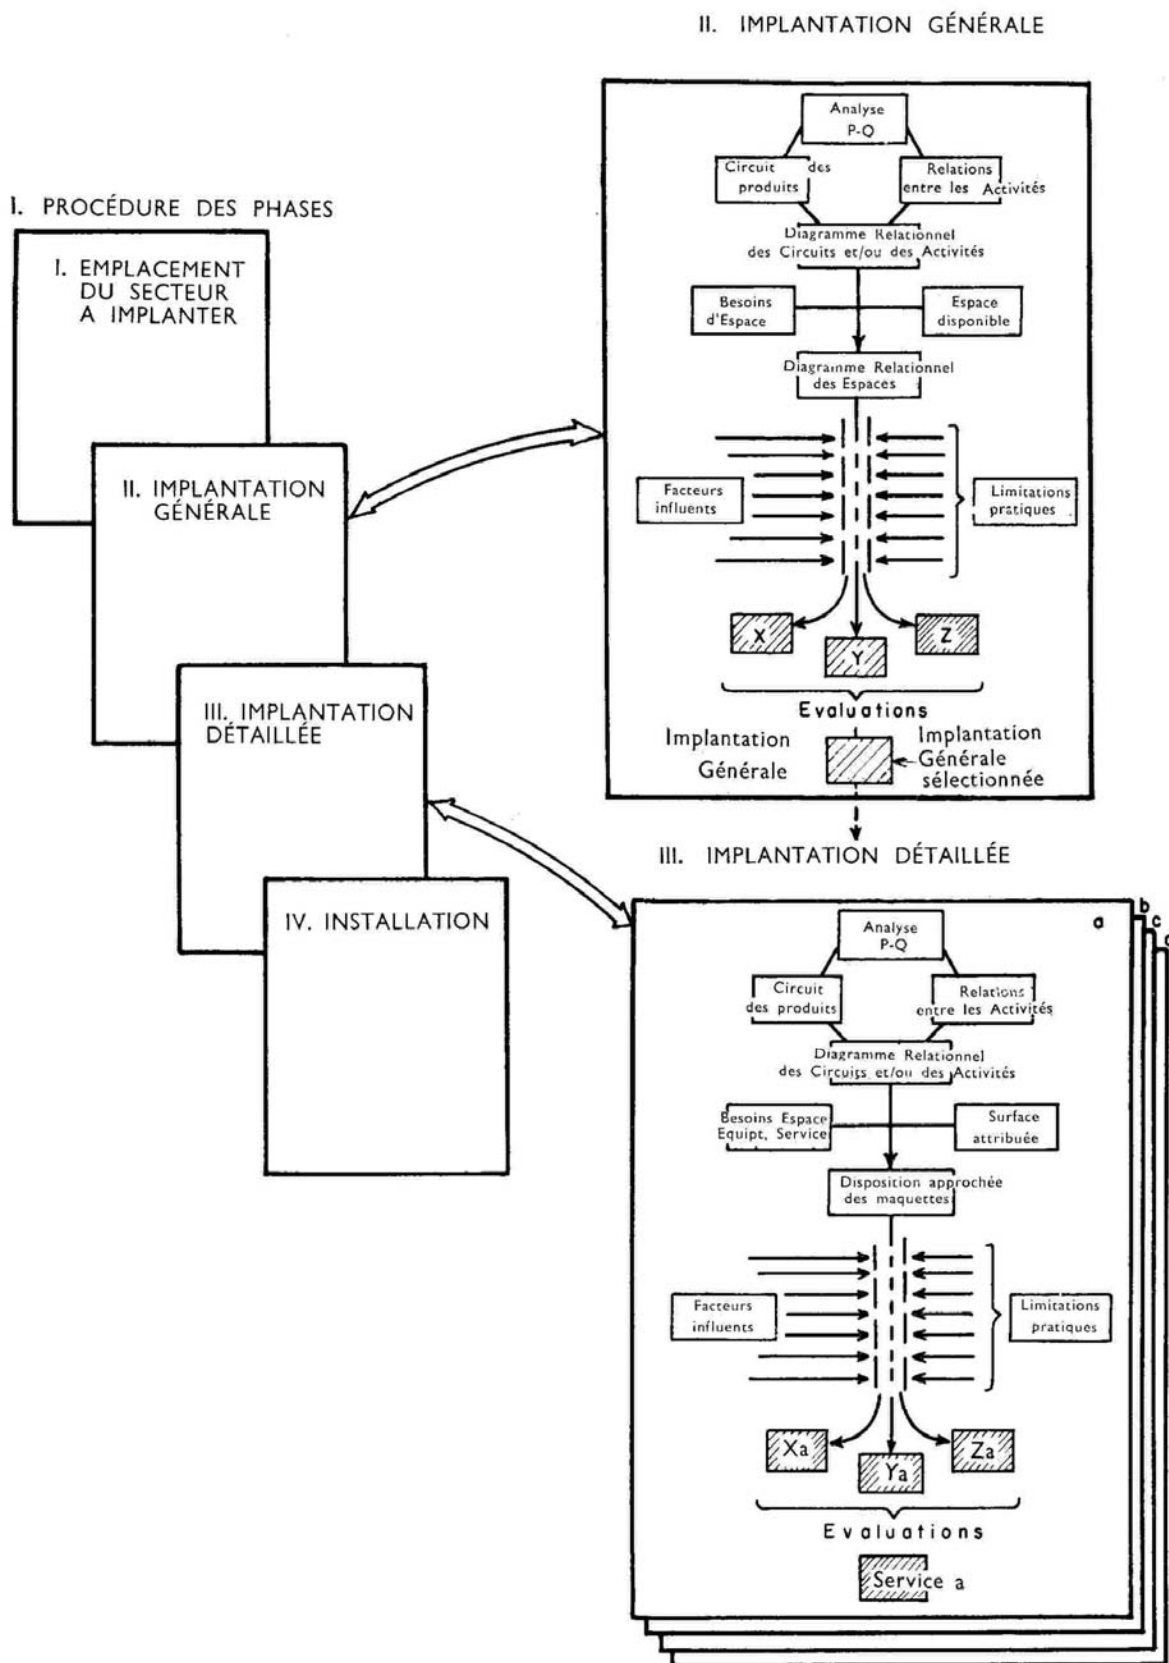 II. IMPLANTATION GÉNÉRALE
Analyse
P-Q
Circuit des
produits
Relations
entre les Activités
Diagramme Relationnel
des Circuits et/ou des Activités
Besoins
d'Espace
Espace
disponible
Diagramme Relationnel
des Espaces
Facteurs
influents
Limitations
pratiques
X
Y
Z
Evaluations
Implantation
Générale
Implantation
Générale
sélectionnée
I. PROCÉDURE DES PHASES
I. EMPLACEMENT
DU SECTEUR
A IMPLANTER
II. IMPLANTATION
GÉNÉRALE
III. IMPLANTATION
DÉTAILLÉE
IV. INSTALLATION
III. IMPLANTATION DÉTAILLÉE
a
b
c
Analyse
P-Q
Circuit
des produits
Relations
entre les Activités
Diagramme Relationnel
des Circuits et/ou des Activités
Besoins Espace
Equipt, Service
Surface
attribuée
Disposition approchée
des maquettes
Facteurs
influents
Limitations
pratiques
Xa
Ya
Za
Evaluations
Service a